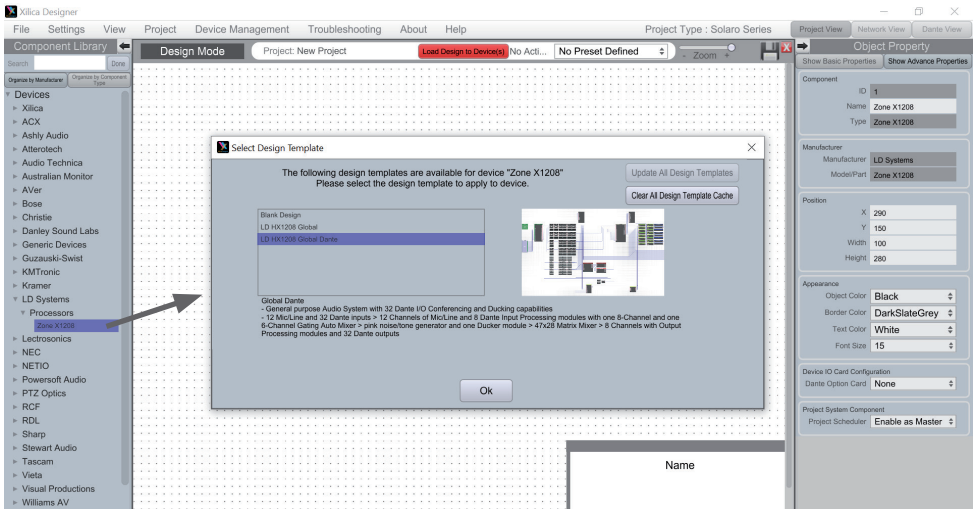 Xilica Designer
File Settings View Project Device Management Troubleshooting About Help Project Type : Solaro Series
Project View Network View Dante View
Component Library
Search Done
Organize by Manufacturer Organize by Component Type
Devices
Xilica
ACX
Ashly Audio
Atterotech
Audio Technica
Australian Monitor
AVer
Bose
Christie
Danley Sound Labs
Generic Devices
Guzauski-Swist
KMTronic
Kramer
LD Systems
Processors
Zone X1208
Lectrosonics
NEC
NETIO
Powersoft Audio
PTZ Optics
RCF
RDL
Sharp
Stewart Audio
Tascam
Vieta
Visual Productions
Williams AV
Design Mode Project: New Project Load Design to Device(s) No Acti... No Preset Defined - Zoom +
Select Design Template
The following design templates are available for device "Zone X1208"
Please select the design template to apply to device.
Update All Design Templates
Clear All Design Template Cache
Blank Design
LD HX1208 Global
LD HX1208 Global Dante
Global Dante
- General purpose Audio System with 32 Dante I/O Conferencing and Ducking capabilities
- 12 Mic/Line and 32 Dante inputs > 12 Channels of Mic/Line and 8 Dante Input Processing modules with one 8-Channel and one
6-Channel Gating Auto Mixer > pink noise/tone generator and one Ducker module > 47x28 Matrix Mixer > 8 Channels with Output
Processing modules and 32 Dante outputs
Ok
Name
Object Property
Show Basic Properties Show Advance Properties
Component
ID 1
Name Zone X1208
Type Zone X1208
Manufacturer
Manufacturer LD Systems
Model/Part Zone X1208
Position
X 290
Y 150
Width 100
Height 280
Appearance
Object Color Black
Border Color DarkSlateGrey
Text Color White
Font Size 15
Device IO Card Configuration
Dante Option Card None
Project System Component
Project Scheduler Enable as Master